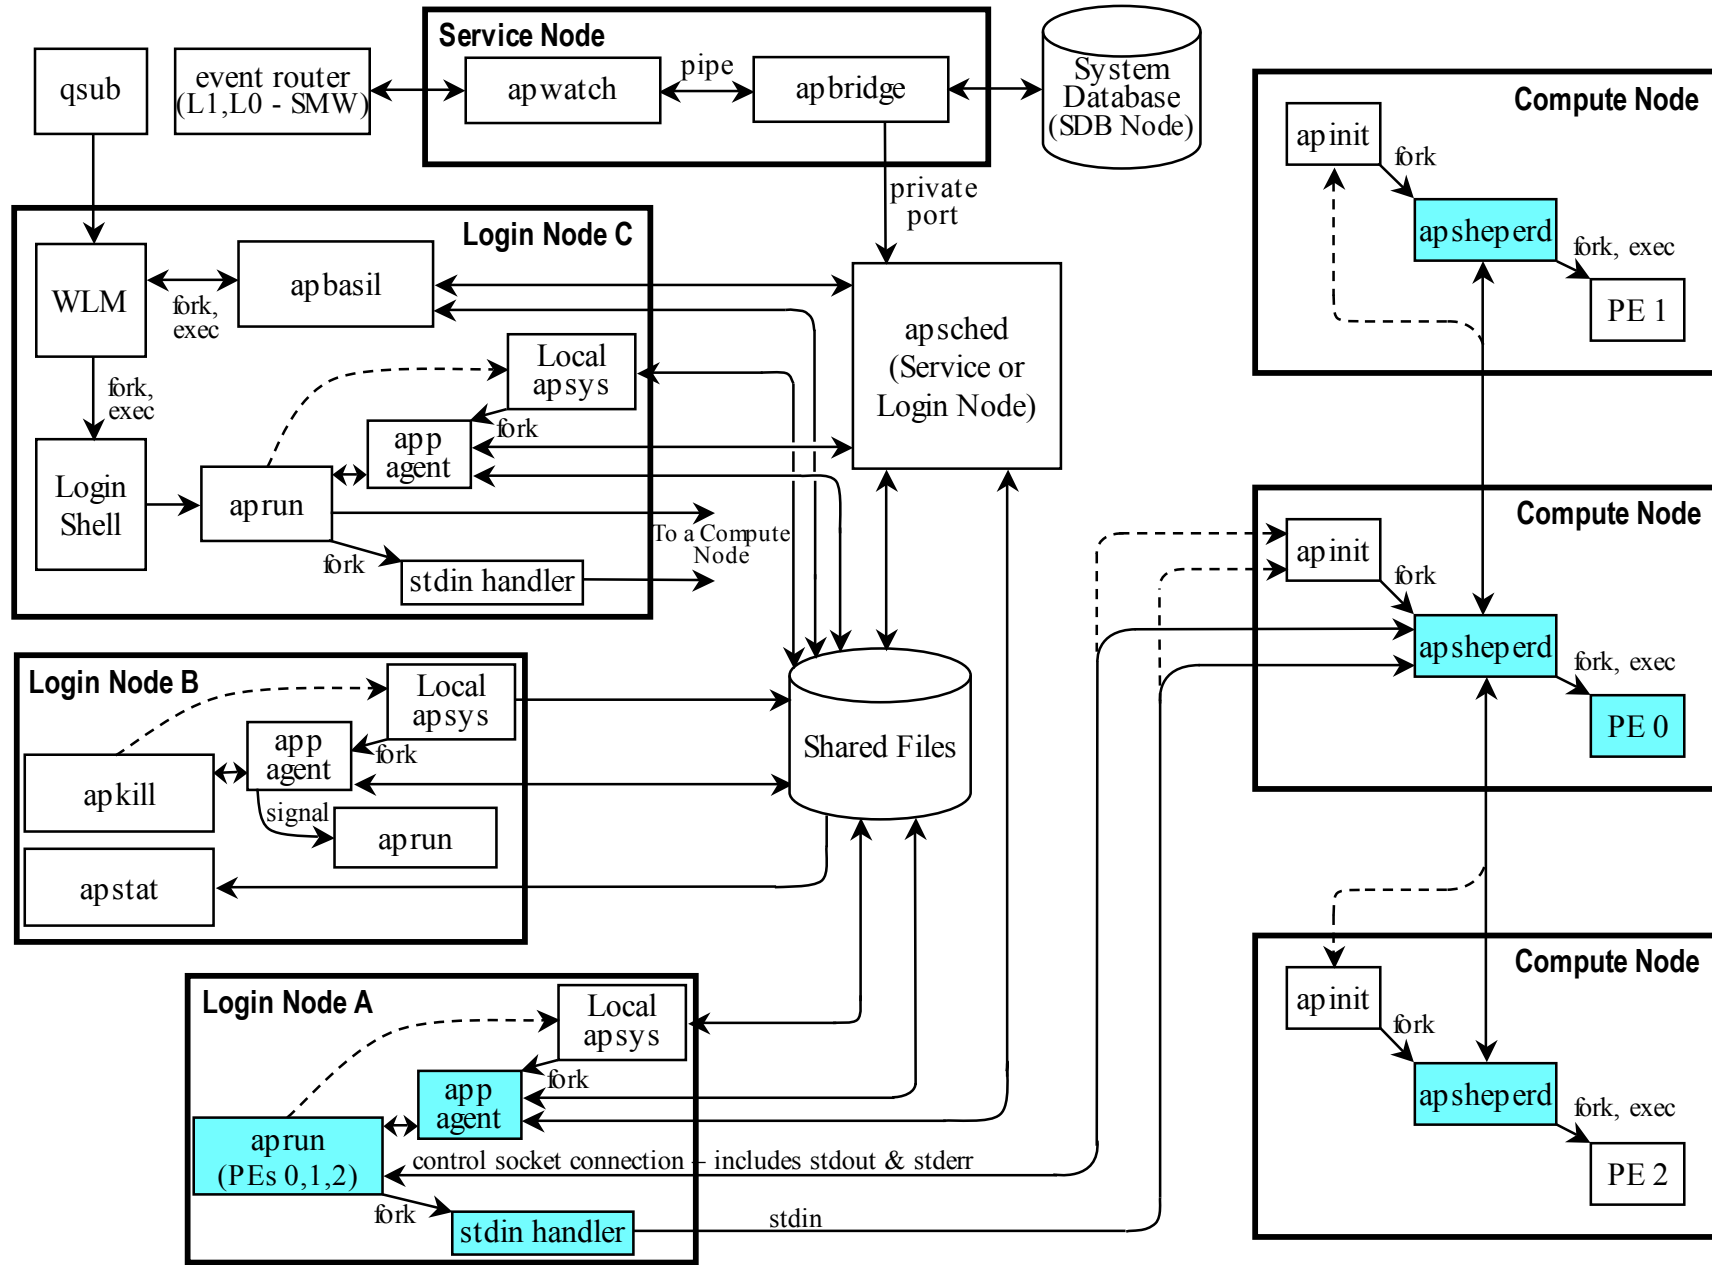 Service Node
qsub
event router
(L1,L0 - SMW)
apwatch
pipe
apbridge
System
Database
(SDB Node)
private
port
Login Node C
WLM
fork,
exec
apbasil
apsched
(Service or
Login Node)
Local
apsys
fork
app
agent
fork,
exec
Login
Shell
aprun
fork
stdin handler
To a Compute
Node
Login Node B
Local
apsys
fork
app
agent
apkill
signal
aprun
apstat
Shared Files
Login Node A
Local
apsys
fork
app
agent
aprun
(PEs 0,1,2)
control socket connection – includes stdout & stderr
fork
stdin handler
stdin
Compute Node
apinit
fork
apsheperd
fork, exec
PE 1
Compute Node
apinit
fork
apsheperd
fork, exec
PE 0
Compute Node
apinit
fork
apsheperd
fork, exec
PE 2